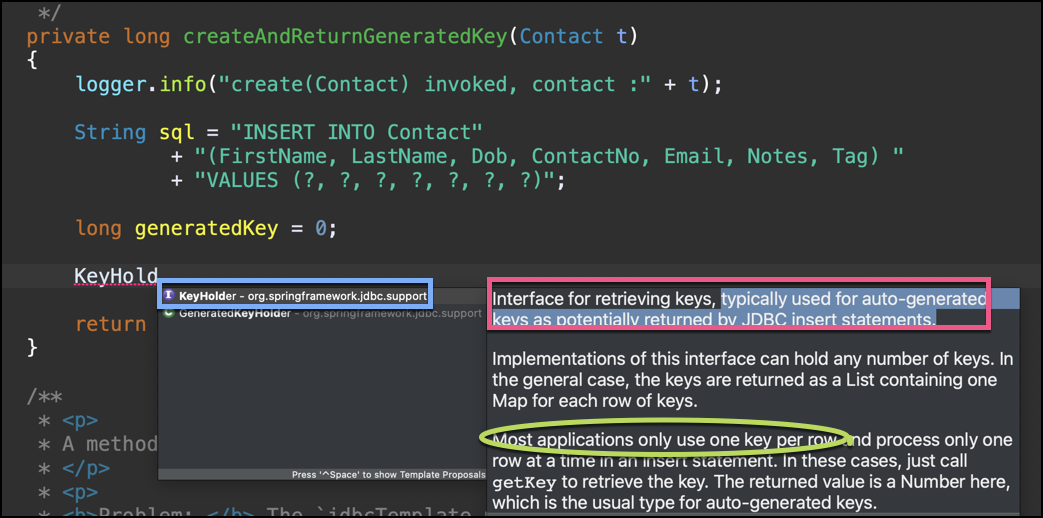 */
private long createAndReturnGeneratedKey(Contact t)
{
logger.info("create(Contact) invoked, contact :" + t);
String sql = "INSERT INTO Contact"
+ "(FirstName, LastName, Dob, ContactNo, Email, Notes, Tag) "
+ "VALUES (?, ?, ?, ?, ?, ?, ?)";
long generatedKey = 0;
KeyHold
KeyHolder - org.springframework.jdbc.support
GeneratedKeyHolder - org.springframework.jdbc.support
return
}
/**
* <p>
* A method
* </p>
* <p>
* <b>Problem: </b> The `jdbcTemplate
Press '^Space' to show Template Proposals
Interface for retrieving keys, typically used for auto-generated
keys as potentially returned by JDBC insert statements.
Implementations of this interface can hold any number of keys. In
the general case, the keys are returned as a List containing one
Map for each row of keys.
Most applications only use one key per row and process only one
row at a time in an insert statement. In these cases, just call
getKey to retrieve the key. The returned value is a Number here,
which is the usual type for auto-generated keys.